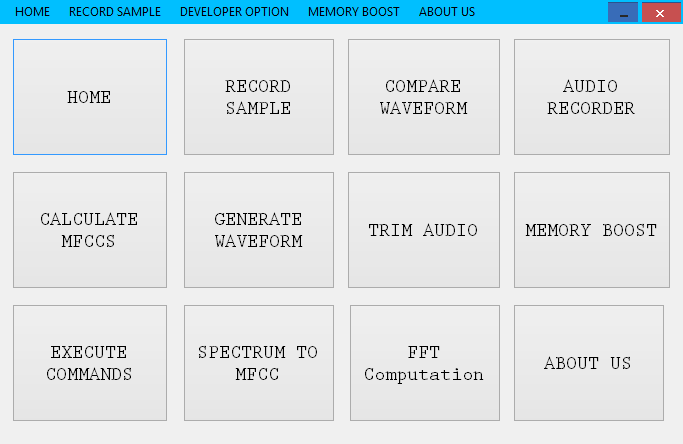 HOME RECORD SAMPLE DEVELOPER OPTION MEMORY BOOST ABOUT US
HOME
RECORD
SAMPLE
COMPARE
WAVEFORM
AUDIO
RECORDER
CALCULATE
MFCCS
GENERATE
WAVEFORM
TRIM AUDIO
MEMORY BOOST
EXECUTE
COMMANDS
SPECTRUM TO
MFCC
FFT
Computation
ABOUT US